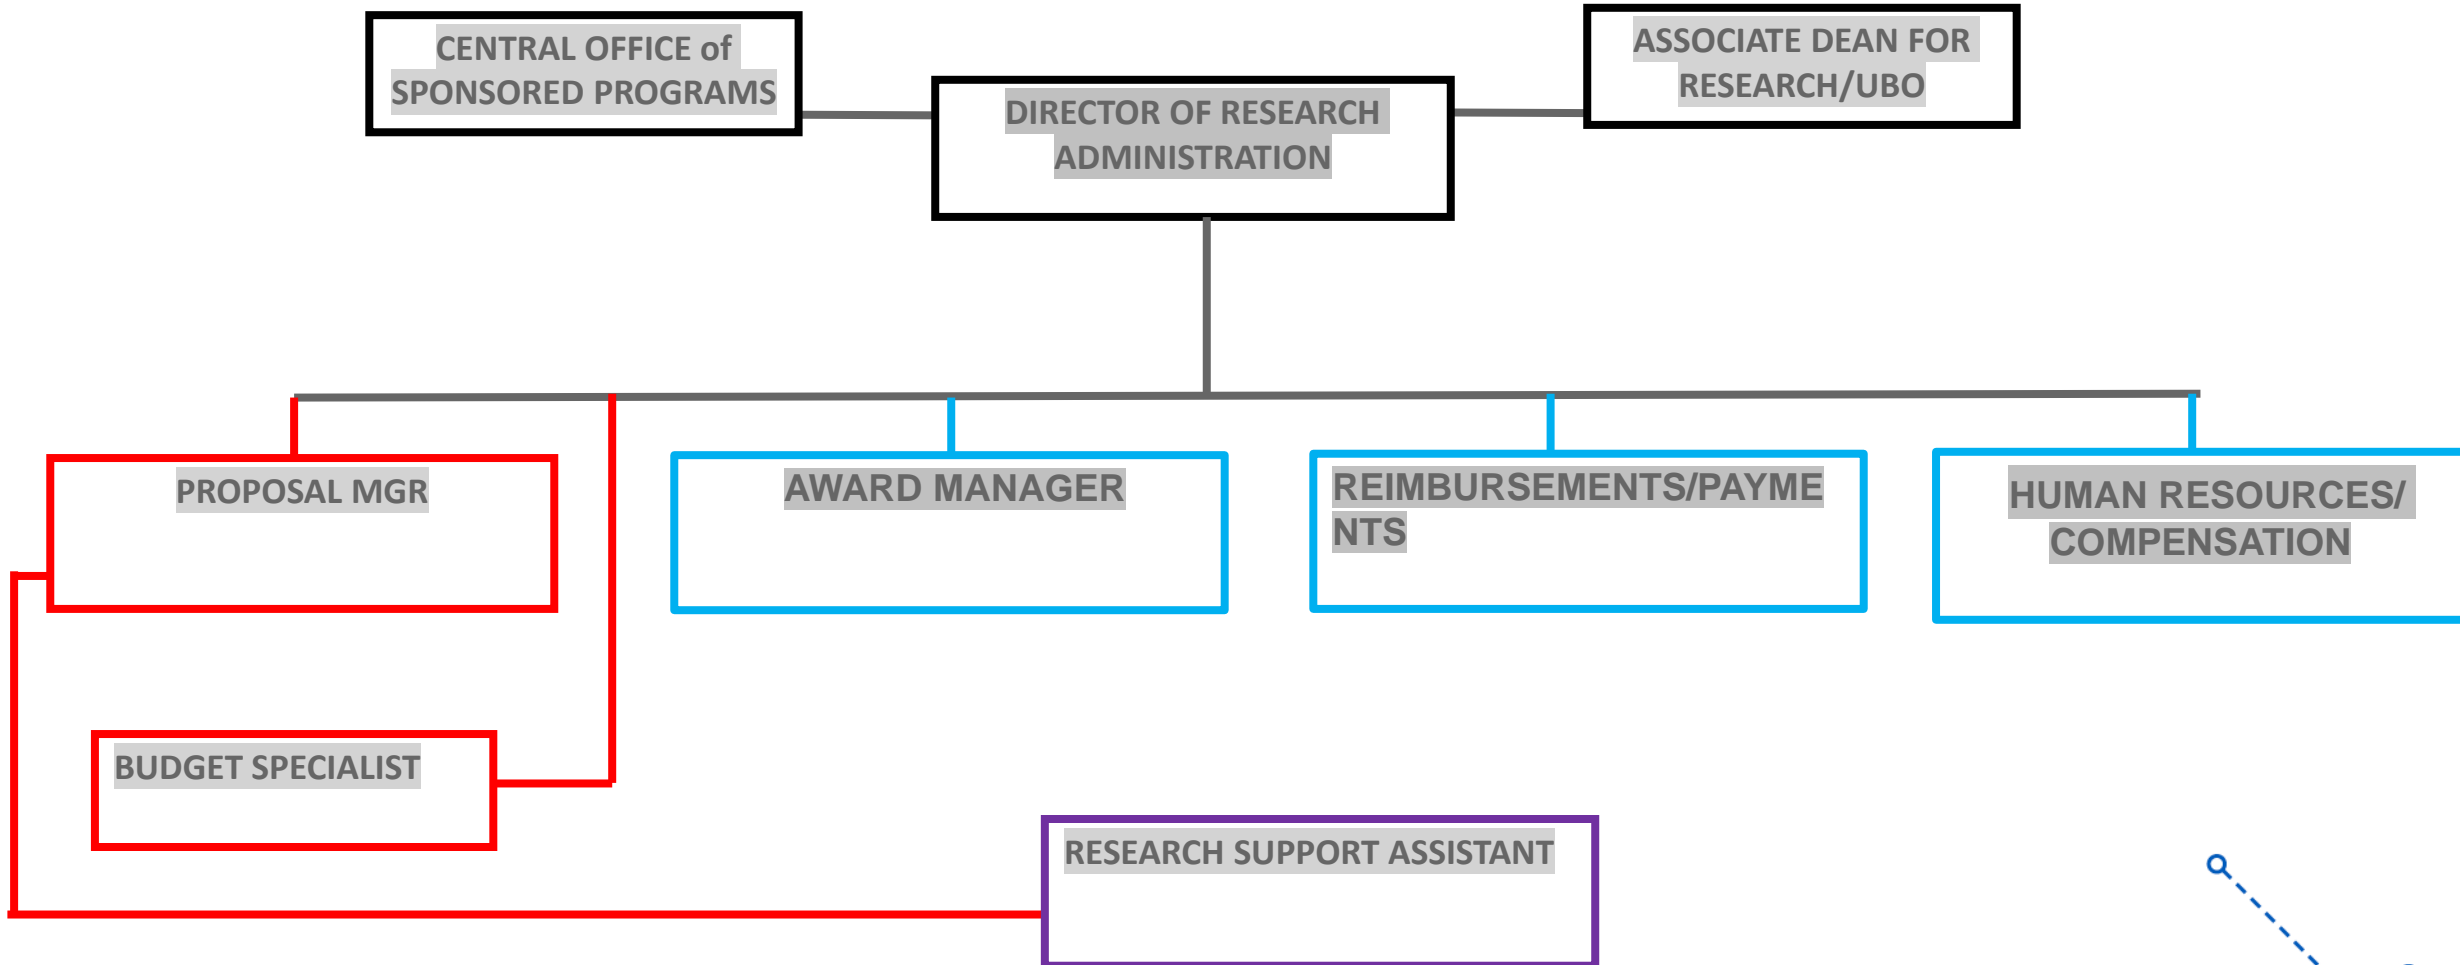 CENTRAL OFFICE of
SPONSORED PROGRAMS
DIRECTOR OF RESEARCH
ADMINISTRATION
ASSOCIATE DEAN FOR
RESEARCH/UBO
PROPOSAL MGR
AWARD MANAGER
REIMBURSEMENTS/PAYME
NTS
HUMAN RESOURCES/
COMPENSATION
BUDGET SPECIALIST
RESEARCH SUPPORT ASSISTANT